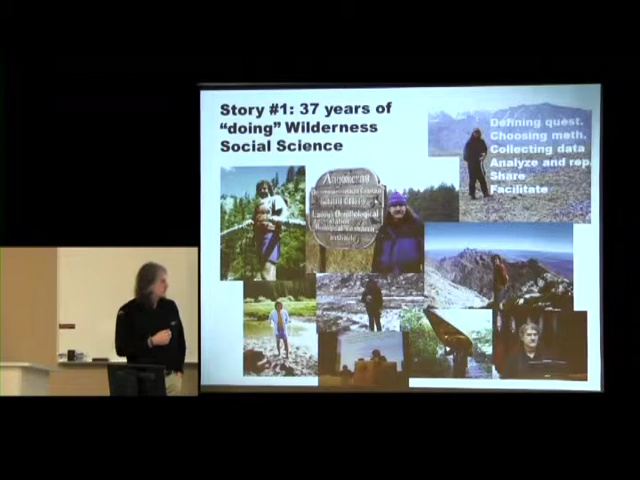 Story #1: 37 years of
“doing” Wilderness
Social Science
Defining quest.
Choosing meth.
Collecting data
Analyze and rep.
Share
Facilitate
Ornithological